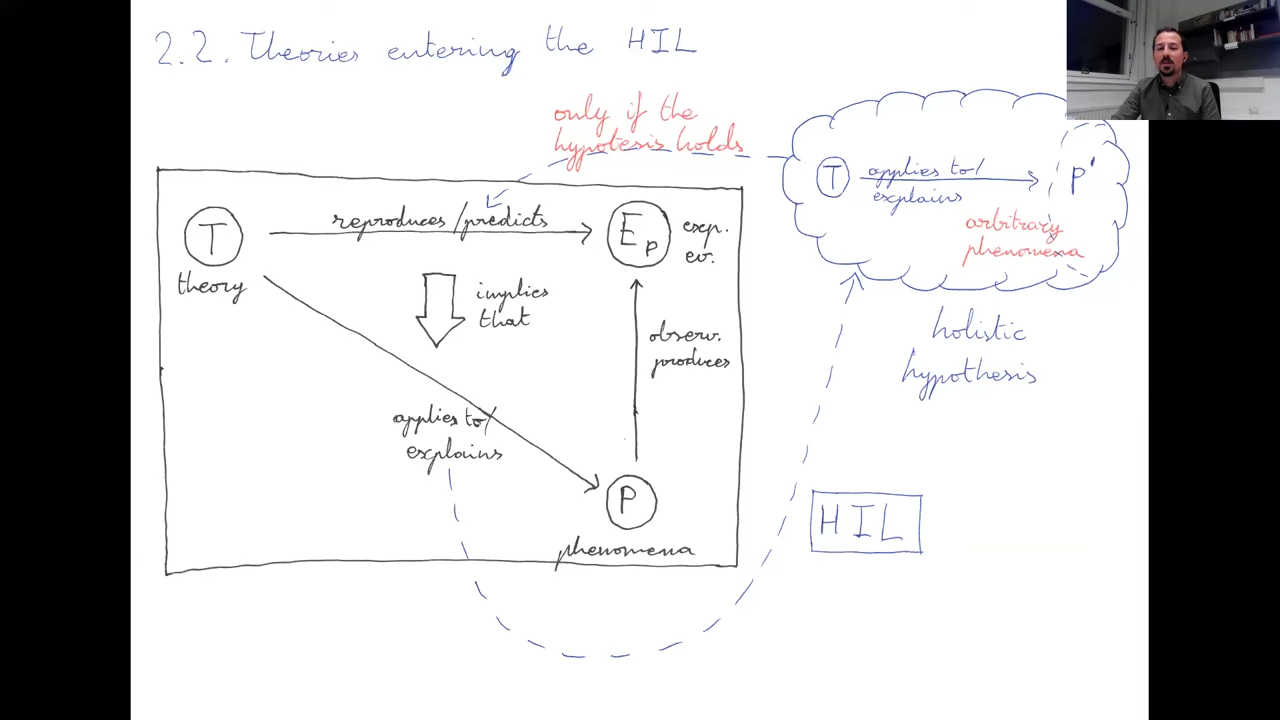 2.2. Theories entering the HIL
only if the
hypotesis holds
T applies to/ P'
explains
arbitrary
phenomena
T reproduces/predicts Ep exp.
ev.
theory
implies
that
observ.
produces
holistic
hypothesis
applies to/
explains
P
HIL
phenomena